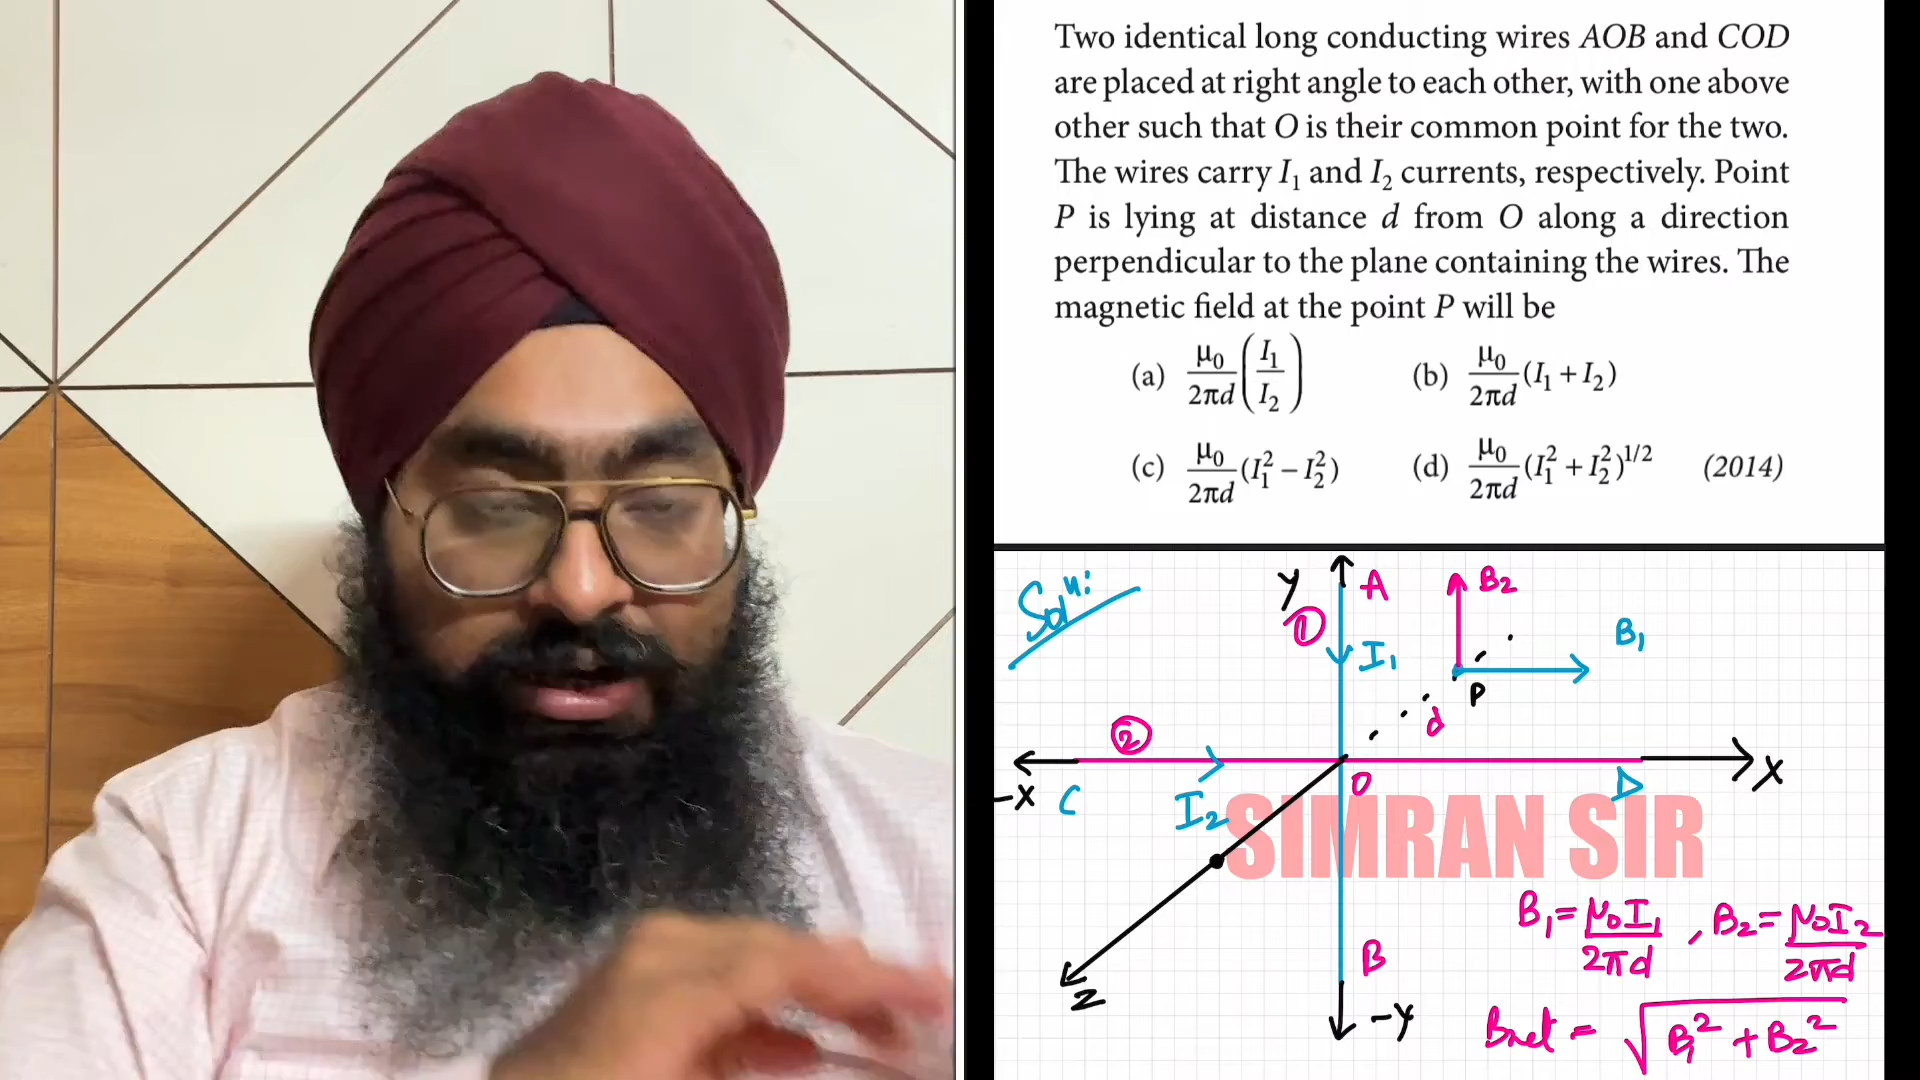 Two identical long conducting wires AOB and COD
are placed at right angle to each other, with one above
other such that O is their common point for the two.
The wires carry I₁ and I₂ currents, respectively. Point
P is lying at distance d from O along a direction
perpendicular to the plane containing the wires. The
magnetic field at the point P will be
(a) μ₀/2πd (I₁/I₂) (b) μ₀/2πd (I₁ + I₂)
(c) μ₀/2πd (I₁² – I₂²) (d) μ₀/2πd (I₁² + I₂²)^1/2 (2014)
Solⁿ:
y A B₂
① I₁ B₁
P
② d
-X C I₂ O D X
SIMRAN SIR
B₁ = μ₀I₁/2πd , B₂ = μ₀I₂/2πd
Z B -y
Bnet = √B₁² + B₂²